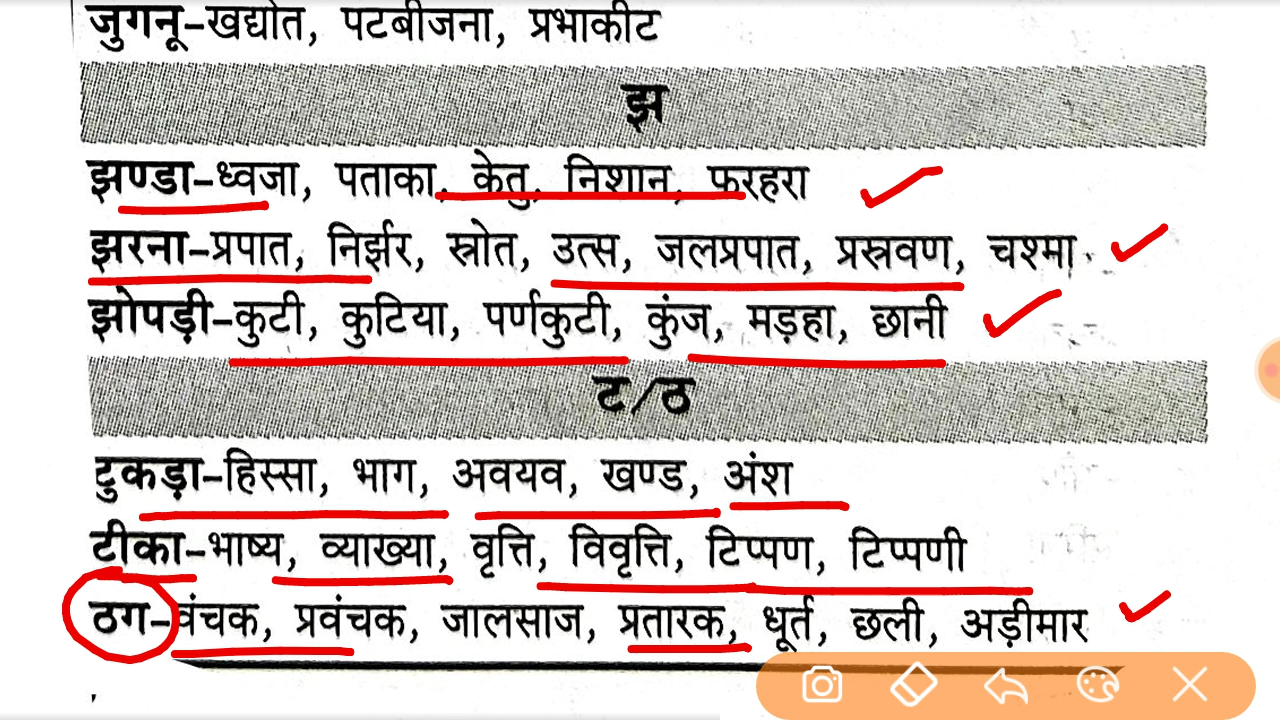 जुगनू–खद्योत, पटबीजना, प्रभाकीट
झ
झण्डा–ध्वजा, पताका, केतु, निशान, फरहरा
झरना–प्रपात, निर्झर, स्रोत, उत्स, जलप्रपात, प्रस्रवण, चश्मा
झोपड़ी–कुटी, कुटिया, पर्णकुटी, कुंज, मड़हा, छानी
ट/ठ
टुकड़ा–हिस्सा, भाग, अवयव, खण्ड, अंश
टीका–भाष्य, व्याख्या, वृत्ति, विवृत्ति, टिप्पण, टिप्पणी
ठग–वंचक, प्रवंचक, जालसाज, प्रतारक, धूर्त, छली, अड़ीमार